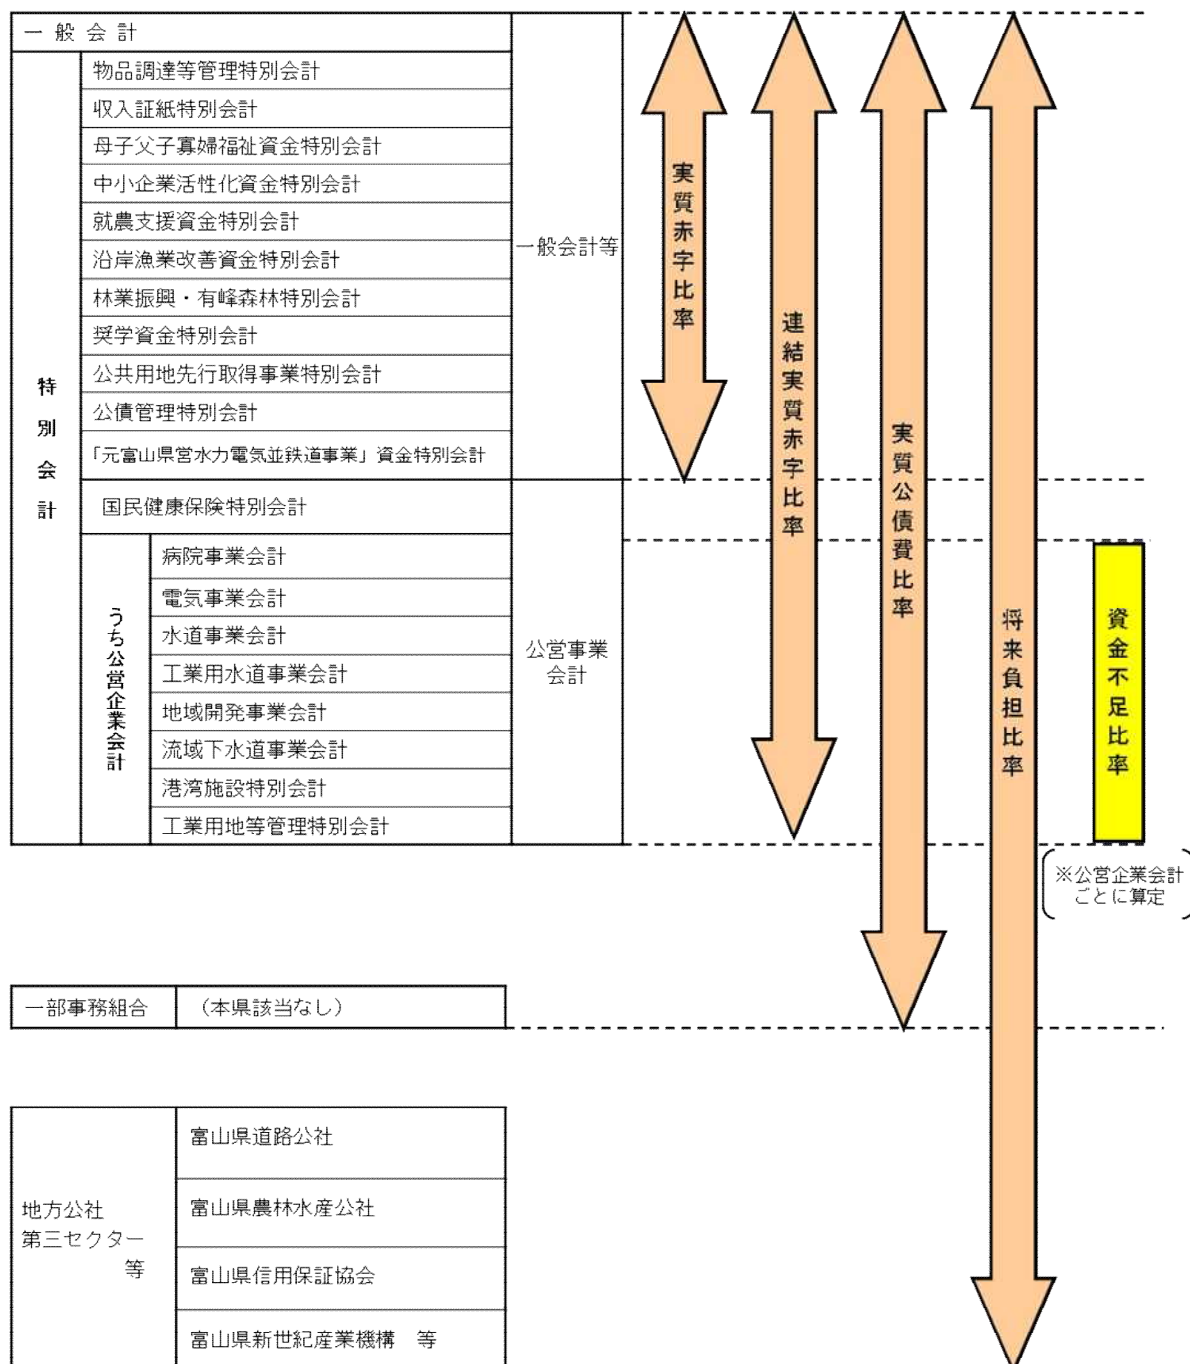 一 般 会 計
特別会計
物品調達等管理特別会計
収入証紙特別会計
母子父子寡婦福祉資金特別会計
中小企業活性化資金特別会計
就農支援資金特別会計
沿岸漁業改善資金特別会計
林業振興・有峰森林特別会計
奨学資金特別会計
公共用地先行取得事業特別会計
公債管理特別会計
「元富山県営水力電気並鉄道事業」資金特別会計
一般会計等
国民健康保険特別会計
うち公営企業会計
病院事業会計
電気事業会計
水道事業会計
工業用水道事業会計
地域開発事業会計
流域下水道事業会計
港湾施設特別会計
工業用地等管理特別会計
公営事業
会計
実質赤字比率
連結実質赤字比率
実質公債費比率
将来負担比率
資金不足比率
※公営企業会計
ごとに算定
一部事務組合
（本県該当なし）
地方公社
第三セクター
等
富山県道路公社
富山県農林水産公社
富山県信用保証協会
富山県新世紀産業機構　等